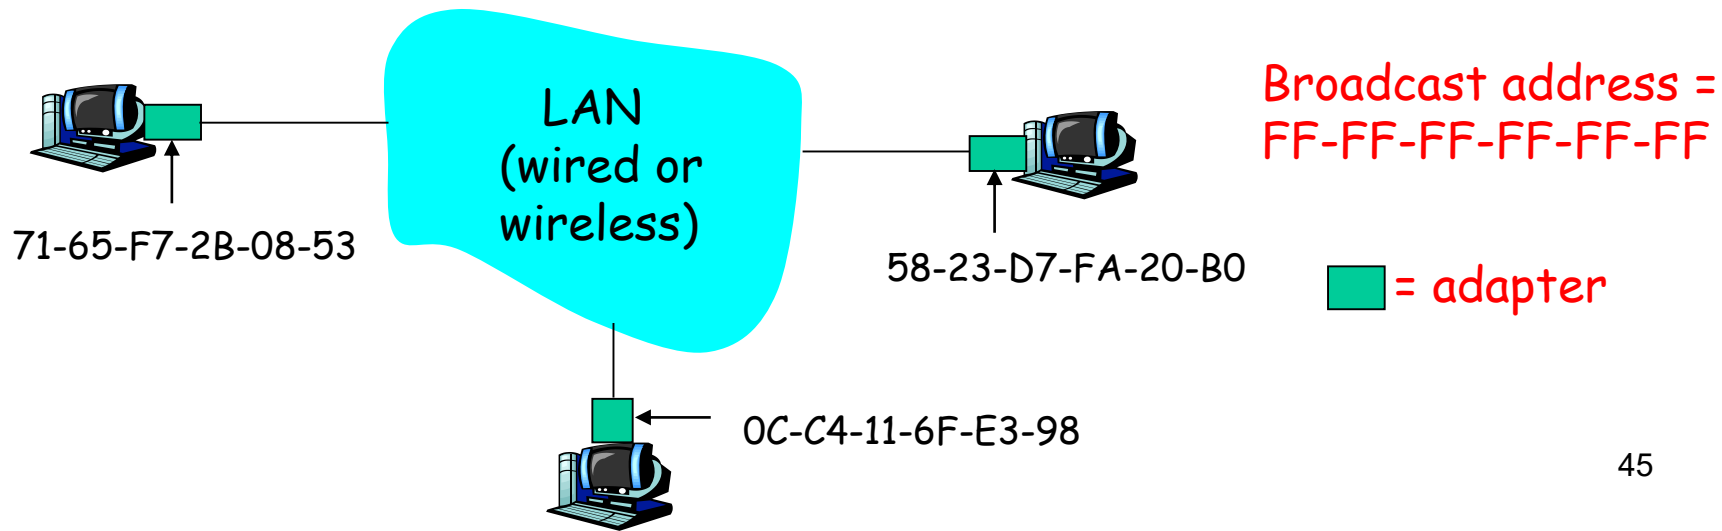 LAN
(wired or
wireless)
Broadcast address =
FF-FF-FF-FF-FF-FF
71-65-F7-2B-08-53
58-23-D7-FA-20-B0
= adapter
0C-C4-11-6F-E3-98
45